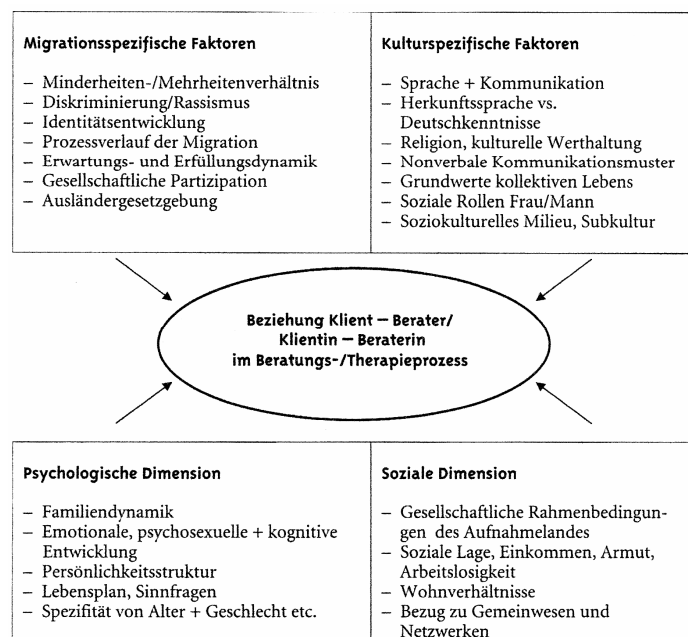 Migrationsspezifische Faktoren
– Minderheiten-/Mehrheitenverhältnis
– Diskriminierung/Rassismus
– Identitätsentwicklung
– Prozessverlauf der Migration
– Erwartungs- und Erfüllungsdynamik
– Gesellschaftliche Partizipation
– Ausländergesetzgebung
Kulturspezifische Faktoren
– Sprache + Kommunikation
– Herkunftssprache vs.
Deutschkenntnisse
– Religion, kulturelle Werthaltung
– Nonverbale Kommunikationsmuster
– Grundwerte kollektiven Lebens
– Soziale Rollen Frau/Mann
– Soziokulturelles Milieu, Subkultur
Beziehung Klient – Berater/
Klientin – Beraterin
im Beratungs-/Therapieprozess
Psychologische Dimension
– Familiendynamik
– Emotionale, psychosexuelle + kognitive
Entwicklung
– Persönlichkeitsstruktur
– Lebensplan, Sinnfragen
– Spezifität von Alter + Geschlecht etc.
Soziale Dimension
– Gesellschaftliche Rahmenbedingun-
gen des Aufnahmelandes
– Soziale Lage, Einkommen, Armut,
Arbeitslosigkeit
– Wohnverhältnisse
– Bezug zu Gemeinwesen und
Netzwerken